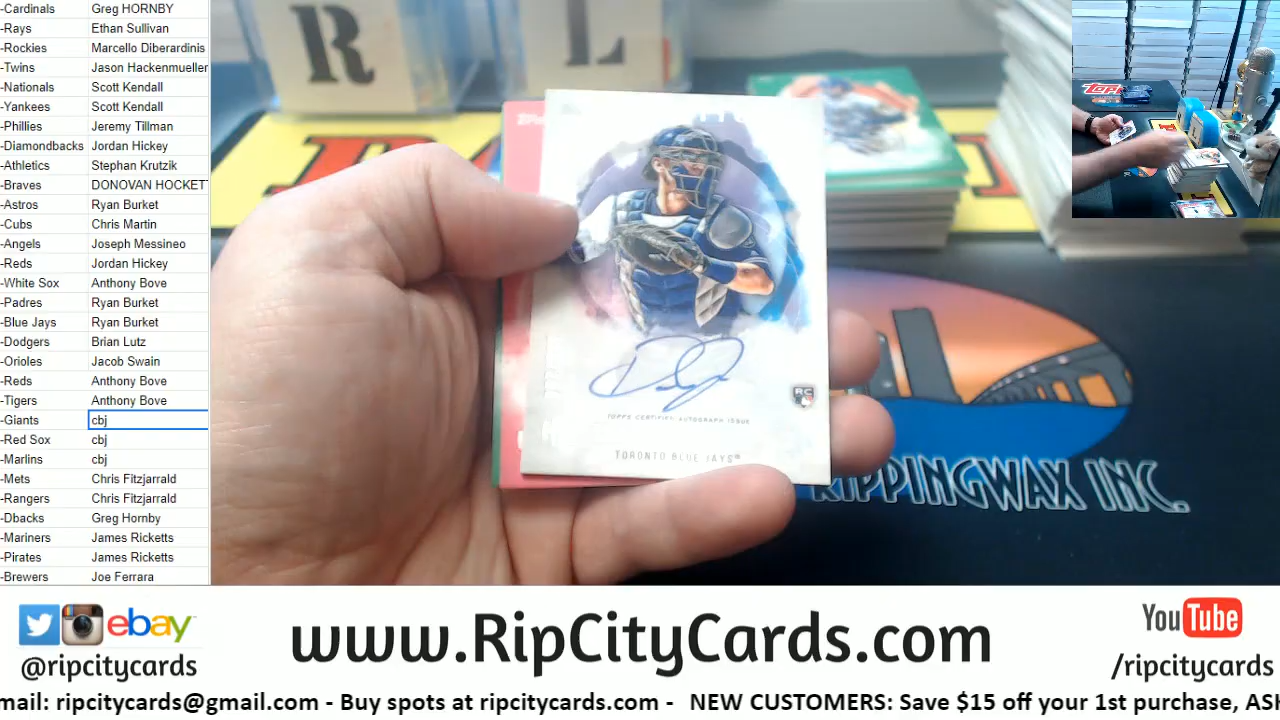 -Cardinals Greg HORNBY
-Rays Ethan Sullivan
-Rockies Marcello Diberardinis
-Twins Jason Hackenmueller
-Nationals Scott Kendall
-Yankees Scott Kendall
-Phillies Jeremy Tillman
-Diamondbacks Jordan Hickey
-Athletics Stephan Krutzik
-Braves DONOVAN HOCKETT
-Astros Ryan Burket
-Cubs Chris Martin
-Angels Joseph Messineo
-Reds Jordan Hickey
-White Sox Anthony Bove
-Padres Ryan Burket
-Blue Jays Ryan Burket
-Dodgers Brian Lutz
-Orioles Jacob Swain
-Reds Anthony Bove
-Tigers Anthony Bove
-Giants cbj
-Red Sox cbj
-Marlins cbj
-Mets Chris Fitzjarrald
-Rangers Chris Fitzjarrald
-Dbacks Greg Hornby
-Mariners James Ricketts
-Pirates James Ricketts
-Brewers Joe Ferrara
R L
RC
TOPPS CERTIFIED AUTOGRAPH ISSUE
TORONTO BLUE JAYS
RIPPINGWAX INC.
ebay
@ripcitycards
www.RipCityCards.com
YouTube
/ripcitycards
mail: ripcitycards@gmail.com - Buy spots at ripcitycards.com - NEW CUSTOMERS: Save $15 off your 1st purchase, ASK